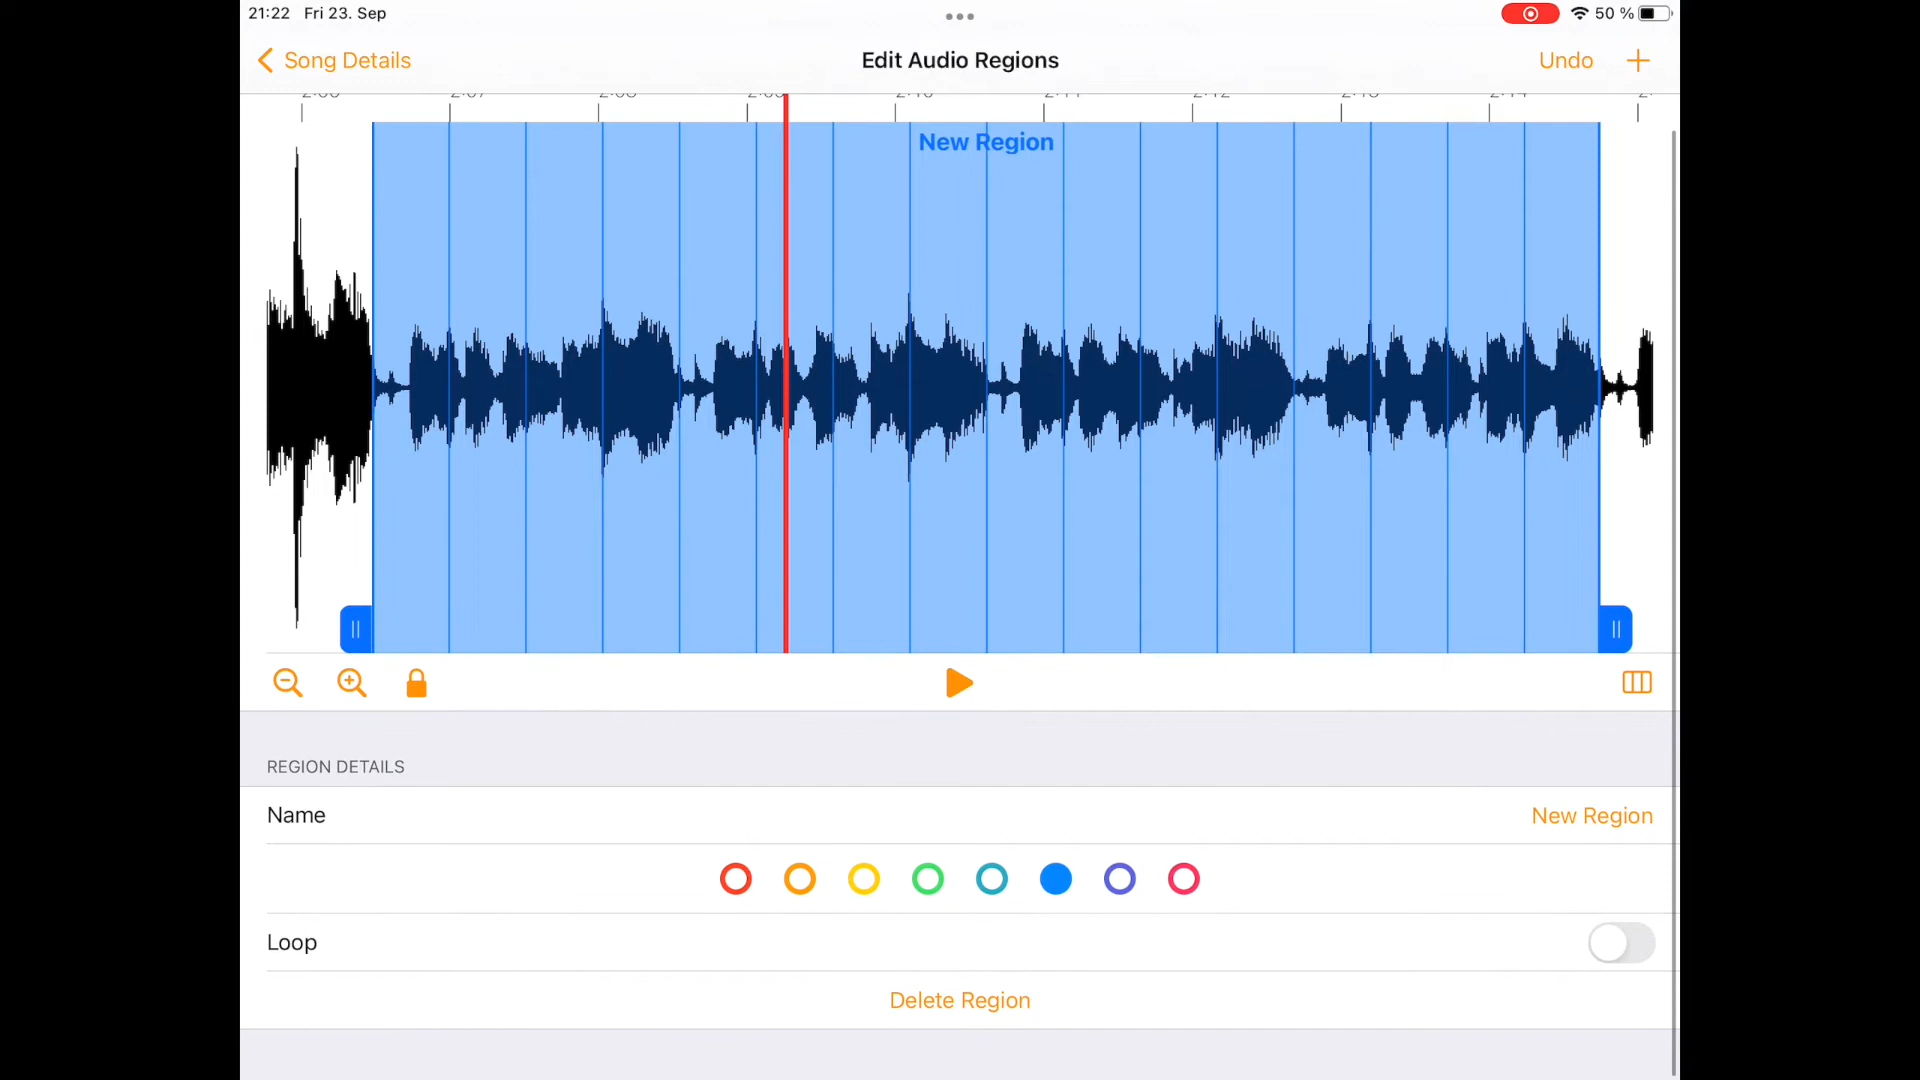 21:22 Fri 23. Sep
50 %
Song Details
Edit Audio Regions
Undo
New Region
REGION DETAILS
Name
New Region
Loop
Delete Region